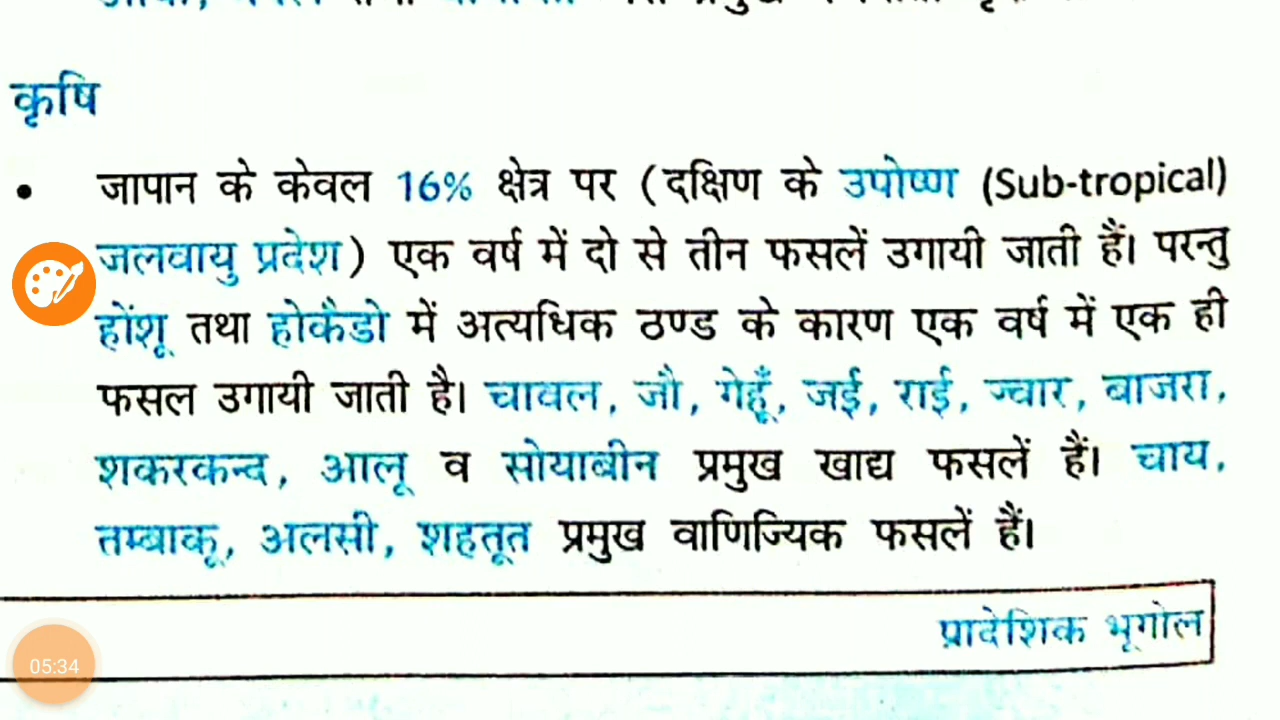 कृषि
• जापान के केवल 16% क्षेत्र पर (दक्षिण के उपोष्ण (Sub-tropical)
जलवायु प्रदेश) एक वर्ष में दो से तीन फसलें उगायी जाती हैं। परन्तु
होंशू तथा होकैडो में अत्यधिक ठण्ड के कारण एक वर्ष में एक ही
फसल उगायी जाती है। चावल, जौ, गेहूँ, जई, राई, ज्वार, बाजरा,
शकरकन्द, आलू व सोयाबीन प्रमुख खाद्य फसलें हैं। चाय,
तम्बाकू, अलसी, शहतूत प्रमुख वाणिज्यिक फसलें हैं।
प्रादेशिक भूगोल
05:34